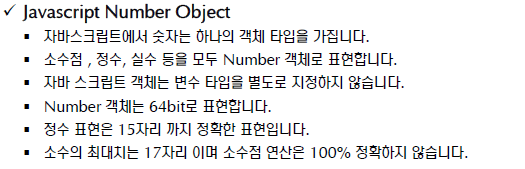 ✓ Javascript Number Object
▪ 자바스크립트에서 숫자는 하나의 객체 타입을 가집니다.
▪ 소수점 , 정수, 실수 등을 모두 Number 객체로 표현합니다.
▪ 자바 스크립트 객체는 변수 타입을 별도로 지정하지 않습니다.
▪ Number 객체는 64bit로 표현합니다.
▪ 정수 표현은 15자리 까지 정확한 표현입니다.
▪ 소수의 최대치는 17자리 이며 소수점 연산은 100% 정확하지 않습니다.